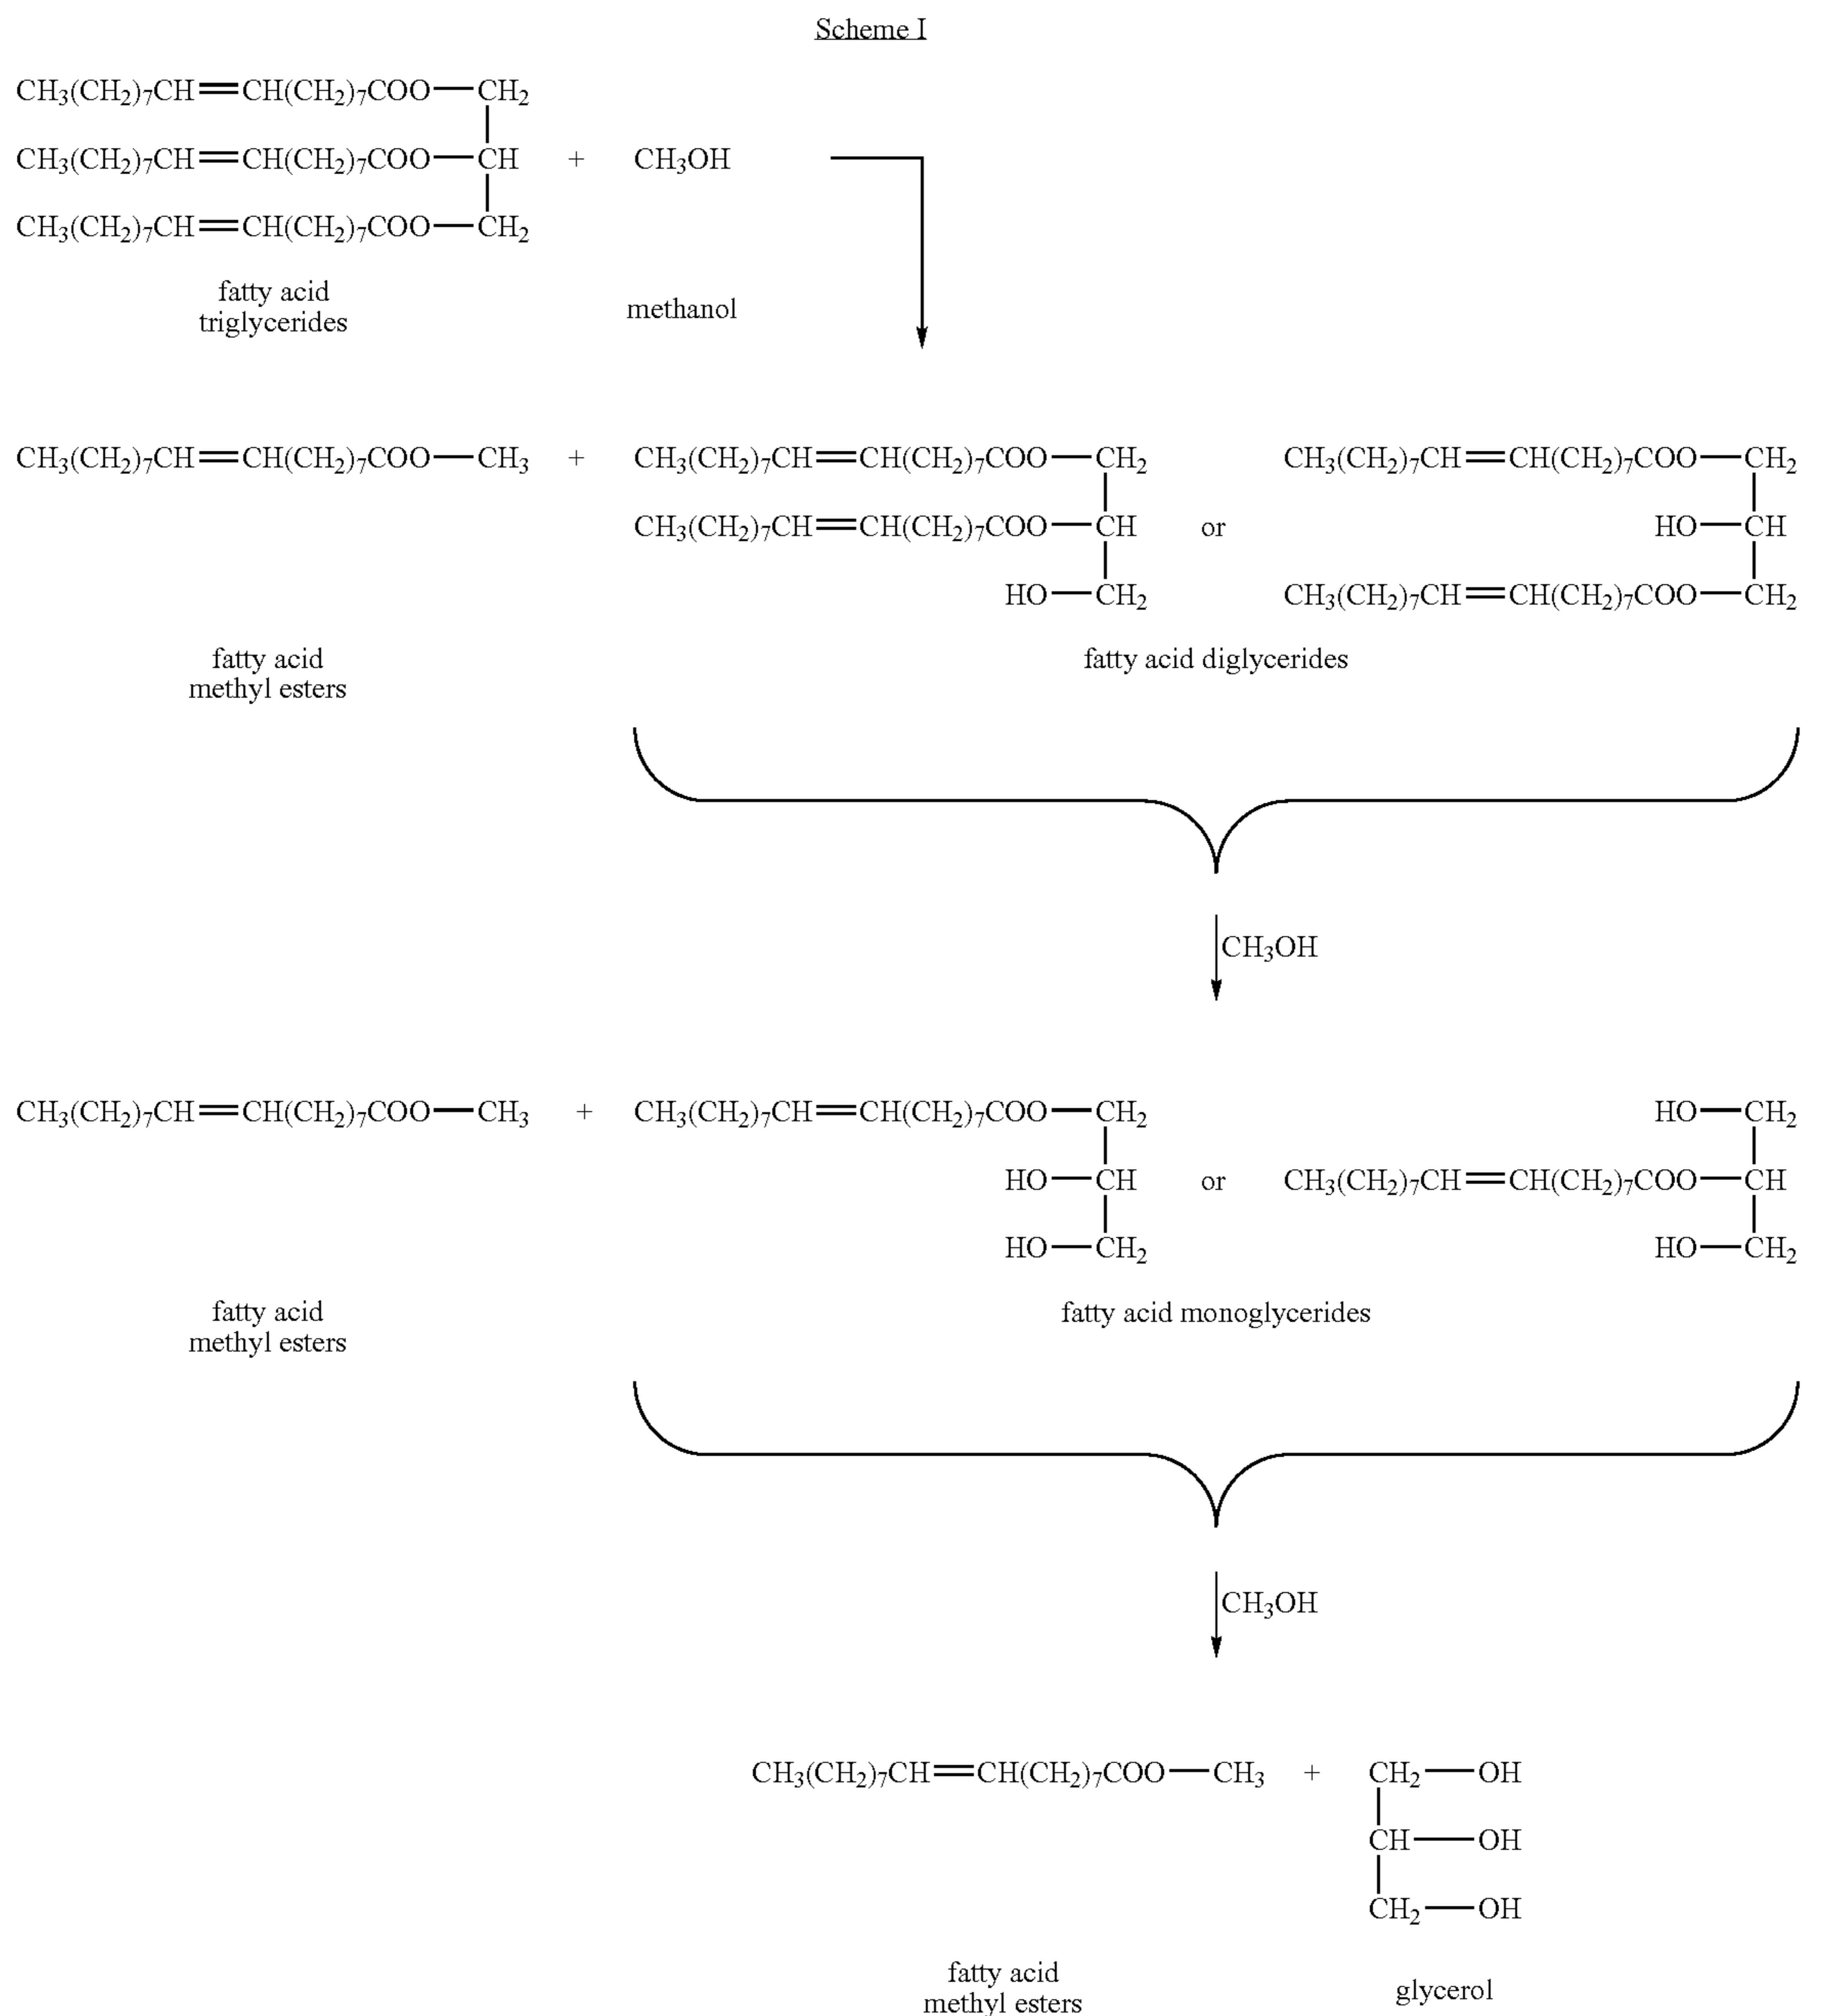 Scheme I
CH₃(CH₂)₇CH═CH(CH₂)₇COO—CH₂
CH₃(CH₂)₇CH═CH(CH₂)₇COO—CH + CH₃OH
CH₃(CH₂)₇CH═CH(CH₂)₇COO—CH₂
fatty acid
triglycerides
methanol
CH₃(CH₂)₇CH═CH(CH₂)₇COO—CH₃ + CH₃(CH₂)₇CH═CH(CH₂)₇COO—CH₂ CH₃(CH₂)₇CH═CH(CH₂)₇COO—CH₂
CH₃(CH₂)₇CH═CH(CH₂)₇COO—CH or HO—CH
HO—CH₂ CH₃(CH₂)₇CH═CH(CH₂)₇COO—CH₂
fatty acid
methyl esters
fatty acid diglycerides
CH₃OH
CH₃(CH₂)₇CH═CH(CH₂)₇COO—CH₃ + CH₃(CH₂)₇CH═CH(CH₂)₇COO—CH₂ HO—CH₂
HO—CH or CH₃(CH₂)₇CH═CH(CH₂)₇COO—CH
HO—CH₂ HO—CH₂
fatty acid
methyl esters
fatty acid monoglycerides
CH₃OH
CH₃(CH₂)₇CH═CH(CH₂)₇COO—CH₃ + CH₂—OH
CH—OH
CH₂—OH
fatty acid
methyl esters
glycerol